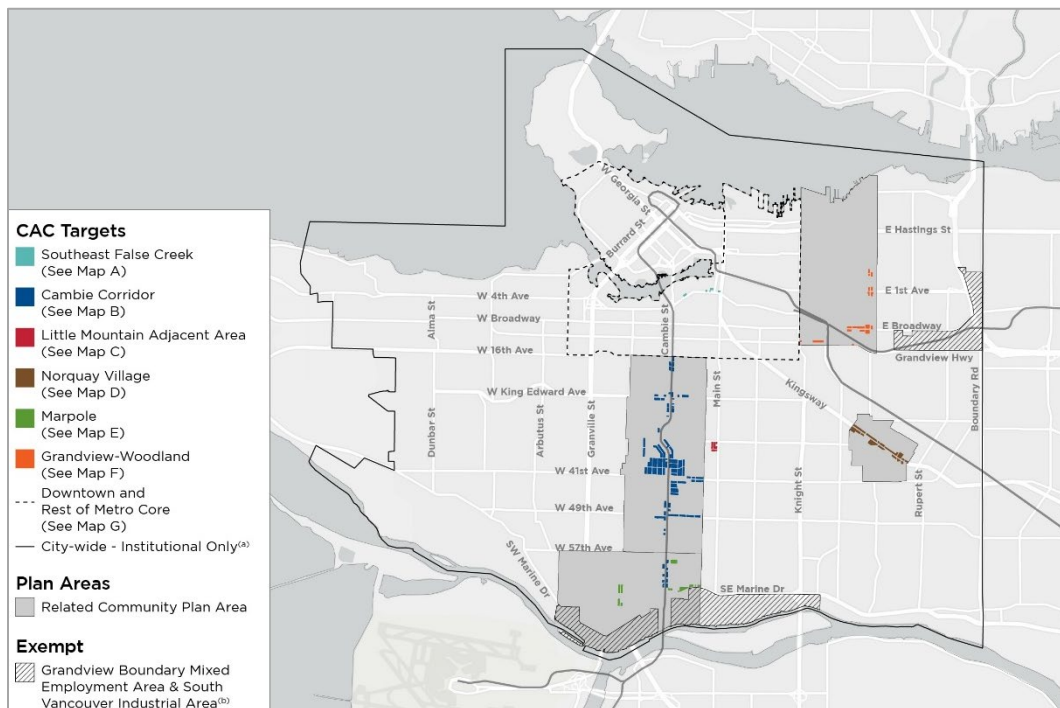 CAC Targets
Southeast False Creek
(See Map A)
Cambie Corridor
(See Map B)
Little Mountain Adjacent Area
(See Map C)
Norquay Village
(See Map D)
Marpole
(See Map E)
Grandview-Woodland
(See Map F)
Downtown and
Rest of Metro Core
(See Map G)
City-wide - Institutional Only(a)
Plan Areas
Related Community Plan Area
Exempt
Grandview Boundary Mixed
Employment Area & South
Vancouver Industrial Area(b)
W Georgia St
Burrard St
E Hastings St
E 1st Ave
E Broadway
Grandview Hwy
W 4th Ave
W Broadway
W 16th Ave
W King Edward Ave
W 41st Ave
W 49th Ave
W 57th Ave
SW Marine Dr
SE Marine Dr
Alma St
Dunbar St
Arbutus St
Granville St
Cambie St
Main St
Kingsway
Knight St
Rupert St
Boundary Rd